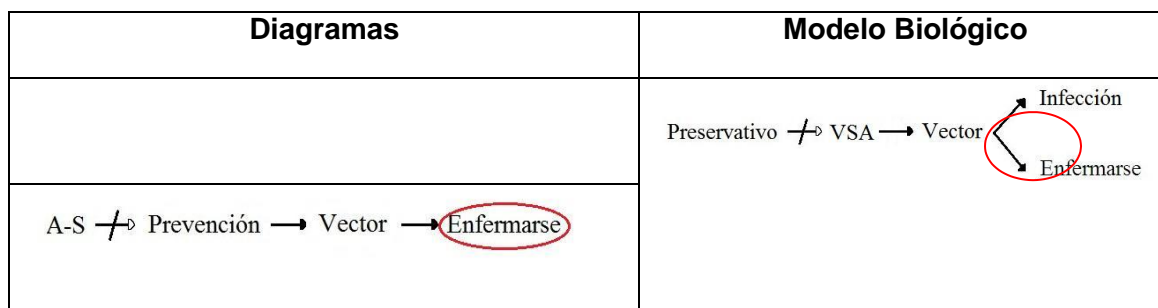 Diagramas
Modelo Biológico
Infección
Preservativo VSA Vector
Enfermarse
A-S Prevención Vector Enfermarse